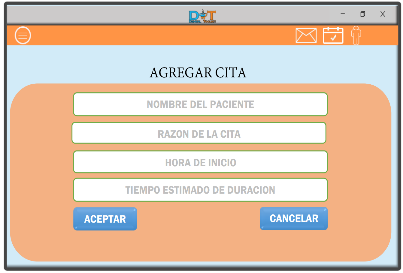 D+T
AGREGAR CITA
NOMBRE DEL PACIENTE
RAZON DE LA CITA
HORA DE INICIO
TIEMPO ESTIMADO DE DURACION
ACEPTAR
CANCELAR